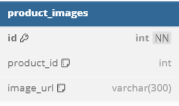 product_images
id int NN
product_id int
image_url varchar(300)